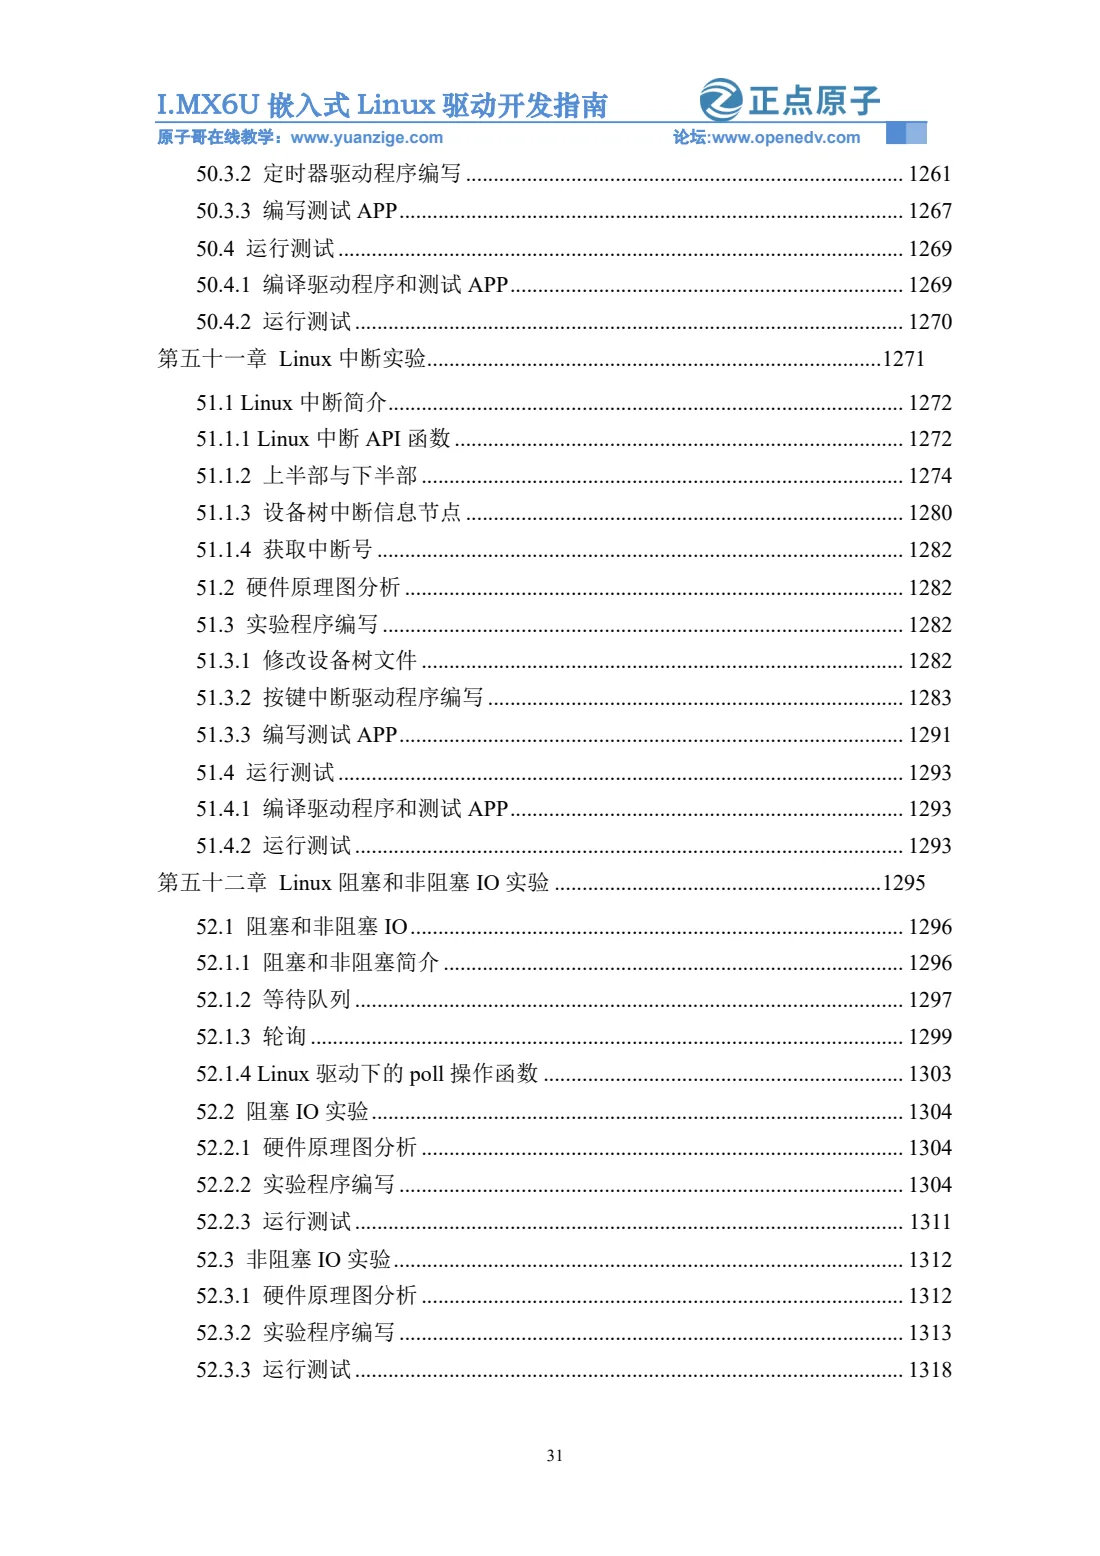 I.MX6U 嵌入式 Linux 驱动开发指南
正点原子
原子哥在线教学：www.yuanzige.com 论坛:www.openedv.com
50.3.2 定时器驱动程序编写 ................................................................................ 1261
50.3.3 编写测试 APP ............................................................................................ 1267
50.4 运行测试 ....................................................................................................... 1269
50.4.1 编译驱动程序和测试 APP ........................................................................ 1269
50.4.2 运行测试 .................................................................................................... 1270
第五十一章 Linux 中断实验 ...................................................................................1271
51.1 Linux 中断简介 .............................................................................................. 1272
51.1.1 Linux 中断 API 函数 .................................................................................. 1272
51.1.2 上半部与下半部 ........................................................................................ 1274
51.1.3 设备树中断信息节点 ................................................................................ 1280
51.1.4 获取中断号 ................................................................................................ 1282
51.2 硬件原理图分析 ........................................................................................... 1282
51.3 实验程序编写 ............................................................................................... 1282
51.3.1 修改设备树文件 ........................................................................................ 1282
51.3.2 按键中断驱动程序编写 ............................................................................ 1283
51.3.3 编写测试 APP ............................................................................................ 1291
51.4 运行测试 ....................................................................................................... 1293
51.4.1 编译驱动程序和测试 APP ........................................................................ 1293
51.4.2 运行测试 .................................................................................................... 1293
第五十二章 Linux 阻塞和非阻塞 IO 实验 ............................................................1295
52.1 阻塞和非阻塞 IO .......................................................................................... 1296
52.1.1 阻塞和非阻塞简介 .................................................................................... 1296
52.1.2 等待队列 .................................................................................................... 1297
52.1.3 轮询 ............................................................................................................ 1299
52.1.4 Linux 驱动下的 poll 操作函数 .................................................................. 1303
52.2 阻塞 IO 实验 ................................................................................................. 1304
52.2.1 硬件原理图分析 ........................................................................................ 1304
52.2.2 实验程序编写 ............................................................................................ 1304
52.2.3 运行测试 .................................................................................................... 1311
52.3 非阻塞 IO 实验 ............................................................................................. 1312
52.3.1 硬件原理图分析 ........................................................................................ 1312
52.3.2 实验程序编写 ............................................................................................ 1313
52.3.3 运行测试 .................................................................................................... 1318
31